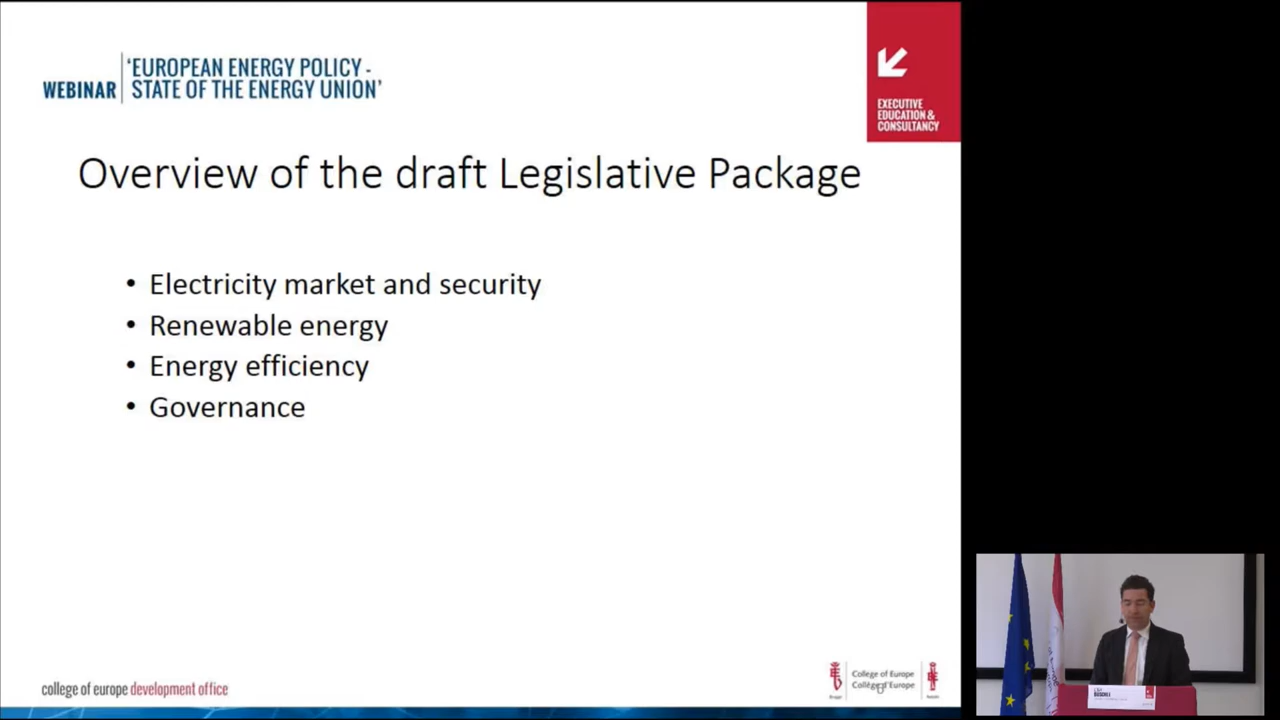 WEBINAR
'EUROPEAN ENERGY POLICY -
STATE OF THE ENERGY UNION'
EXECUTIVE
EDUCATION &
CONSULTANCY
Overview of the draft Legislative Package
• Electricity market and security
• Renewable energy
• Energy efficiency
• Governance
college of europe development office
College of Europe
Collège d'Europe